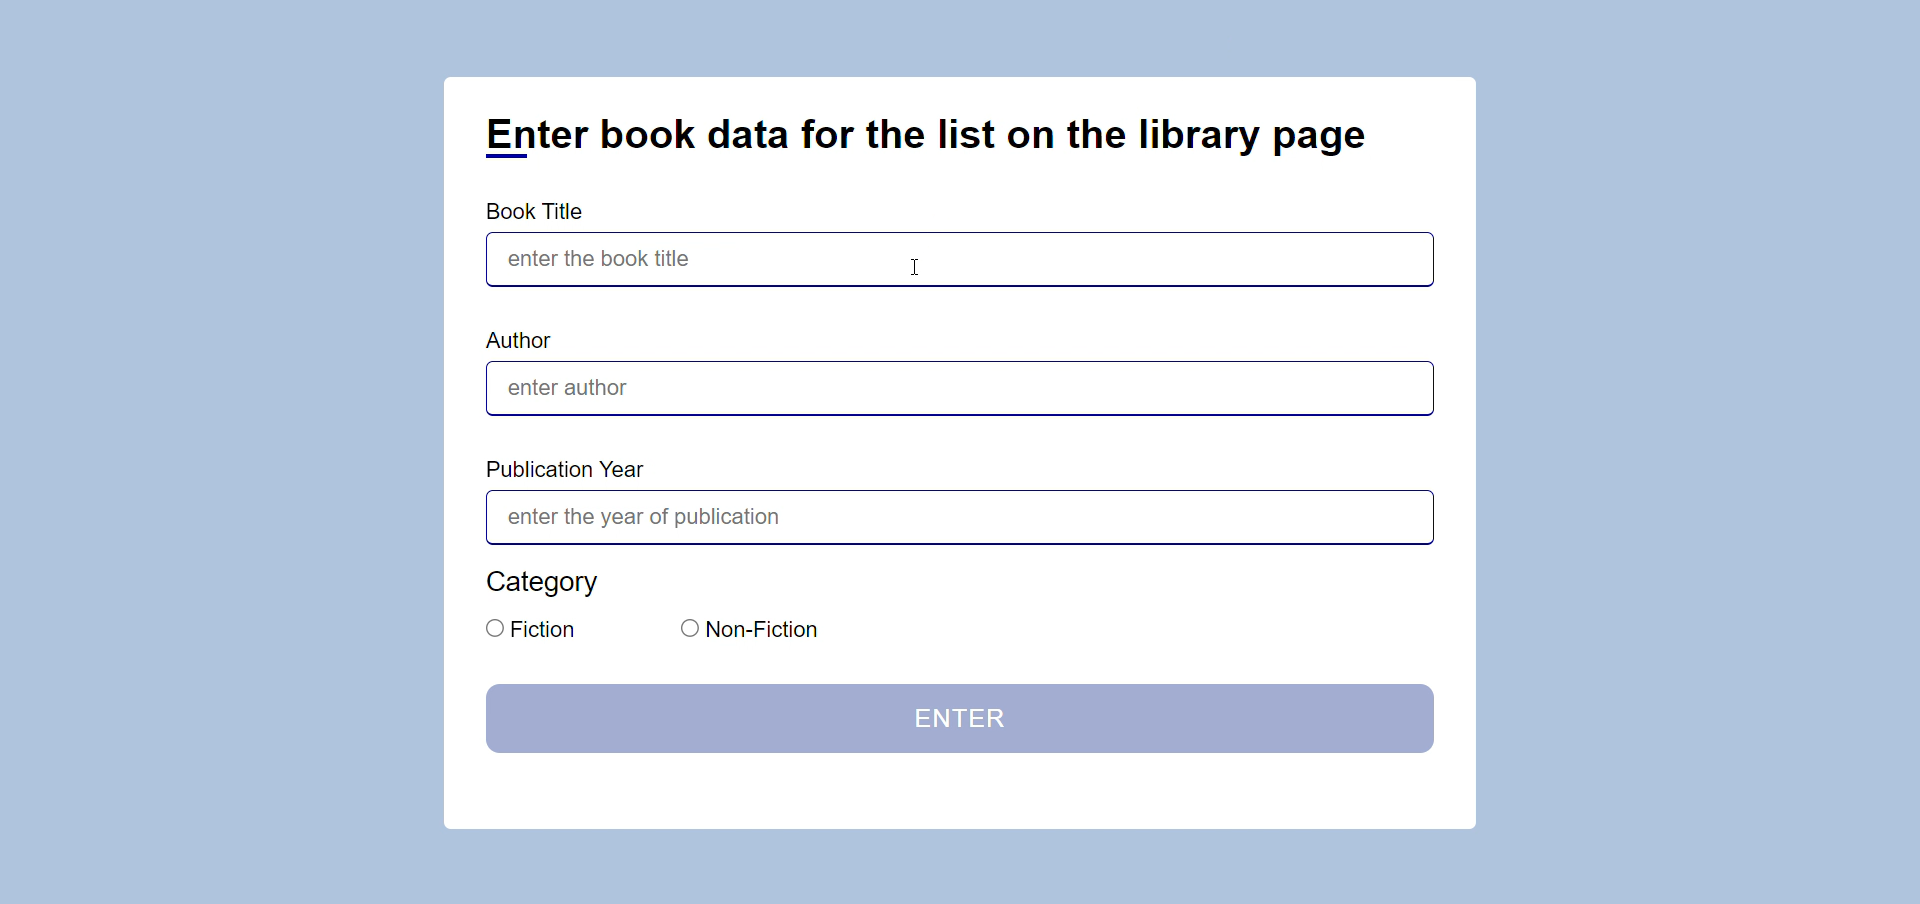 Enter book data for the list on the library page
Book Title
enter the book title
Author
enter author
Publication Year
enter the year of publication
Category
Fiction Non-Fiction
ENTER